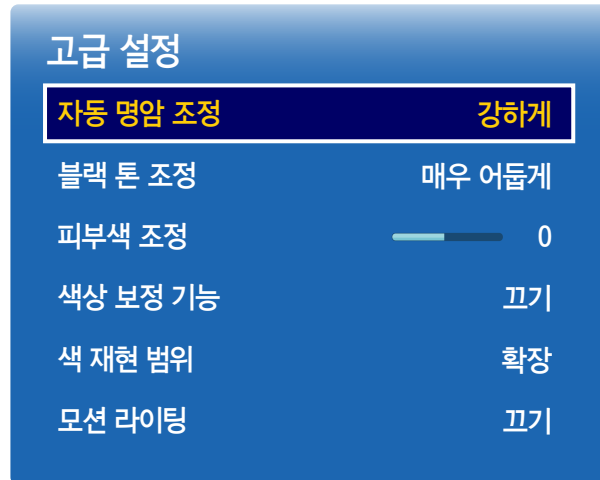 고급 설정
자동 명암 조정 강하게
블랙 톤 조정 매우 어둡게
피부색 조정 0
색상 보정 기능 끄기
색 재현 범위 확장
모션 라이팅 끄기